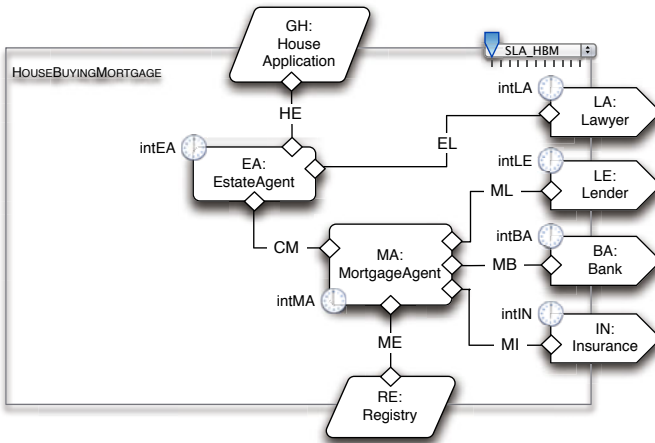 GH:
House
Application
SLA_HBM
HOUSEBUYINGMORTGAGE
intLA
LA:
Lawyer
HE
intEA
EA:
EstateAgent
EL
intLE
LE:
Lender
ML
CM
MA:
MortgageAgent
intBA
BA:
Bank
MB
intMA
intIN
IN:
Insurance
ME
MI
RE:
Registry